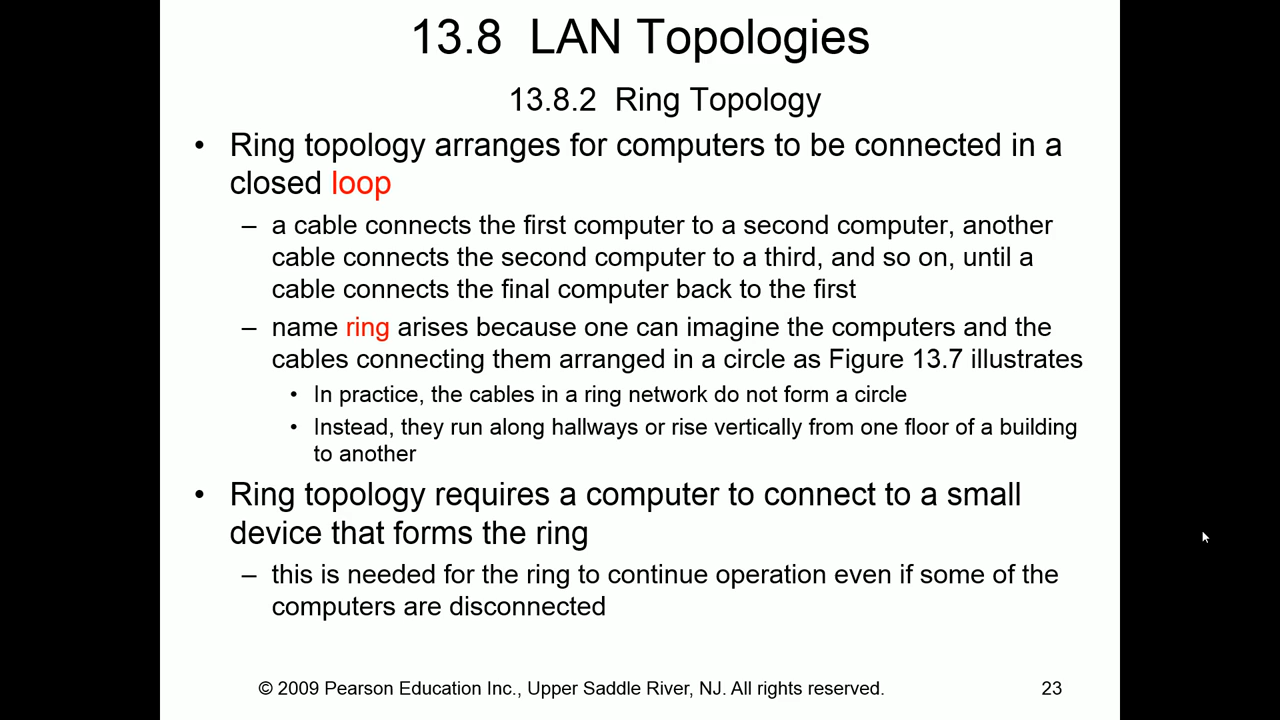 13.8 LAN Topologies
13.8.2 Ring Topology
• Ring topology arranges for computers to be connected in a
closed loop
– a cable connects the first computer to a second computer, another
cable connects the second computer to a third, and so on, until a
cable connects the final computer back to the first
– name ring arises because one can imagine the computers and the
cables connecting them arranged in a circle as Figure 13.7 illustrates
• In practice, the cables in a ring network do not form a circle
• Instead, they run along hallways or rise vertically from one floor of a building
to another
• Ring topology requires a computer to connect to a small
device that forms the ring
– this is needed for the ring to continue operation even if some of the
computers are disconnected
© 2009 Pearson Education Inc., Upper Saddle River, NJ. All rights reserved.
23